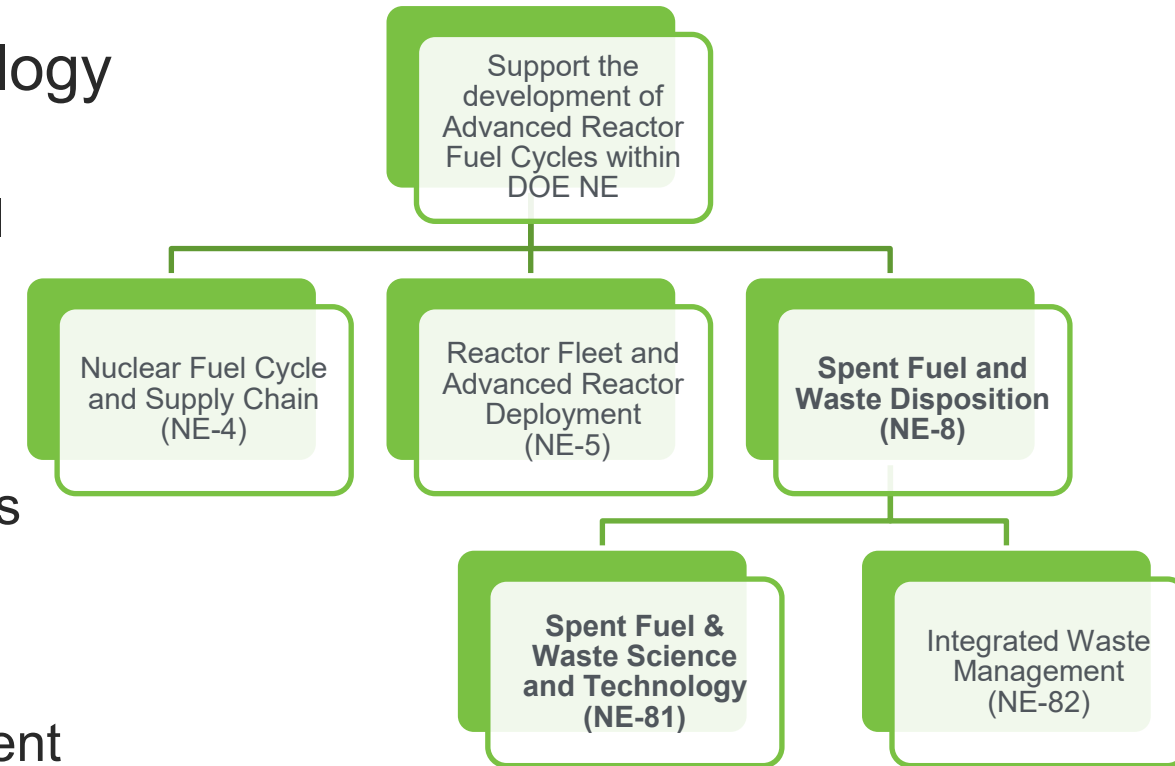 logy
Support the
development of
Advanced Reactor
Fuel Cycles within
DOE NE
Nuclear Fuel Cycle
and Supply Chain
(NE-4)
Reactor Fleet and
Advanced Reactor
Deployment
(NE-5)
Spent Fuel and
Waste Disposition
(NE-8)
s
Spent Fuel &
Waste Science
and Technology
(NE-81)
Integrated Waste
Management
(NE-82)
ent